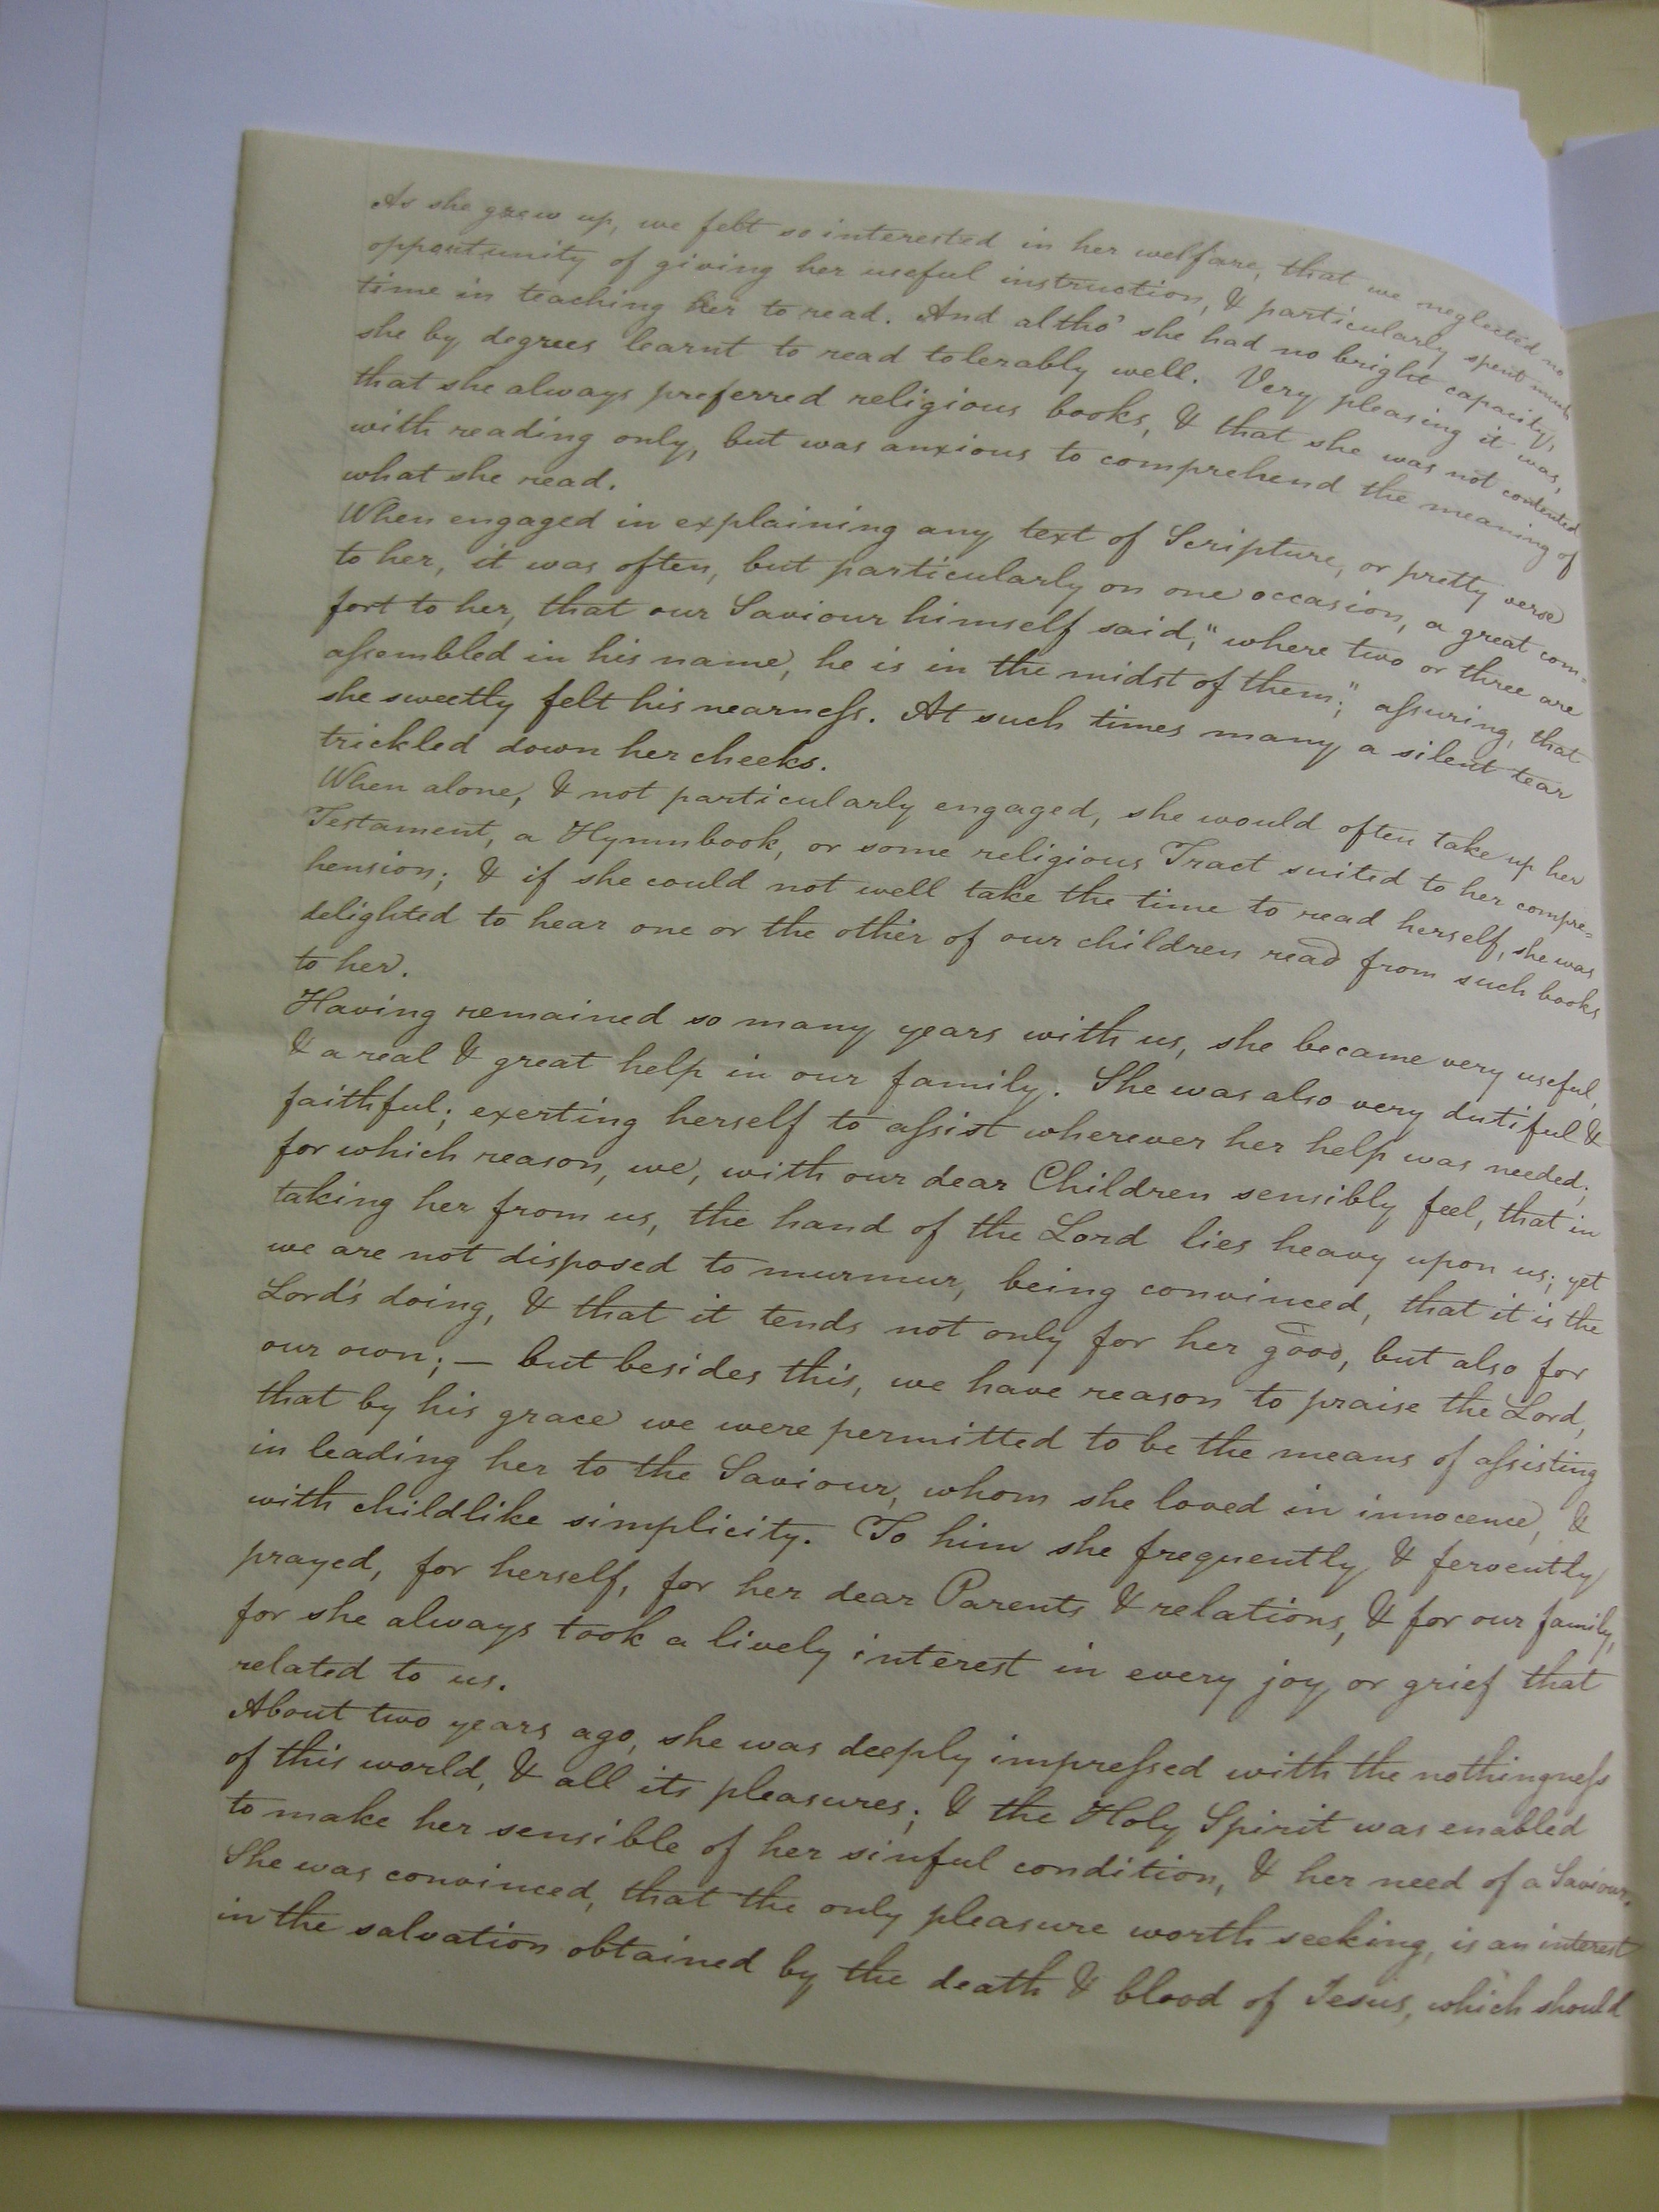 As she grew up, we felt so interested in her welfare, that we neglected no
opportunity of giving her useful instruction, & particularly spent much
time in teaching her to read. And altho' she had no bright capacity,
she by degrees learnt to read tolerably well. Very pleasing it was,
that she always preferred religious books, & that she was not contented
with reading only, but was anxious to comprehend the meaning of
what she read.
When engaged in explaining any text of Scripture, or pretty verse
to her, it was often, but particularly on one occasion, a great com-
fort to her, that our Saviour himself said, "where two or three are
aſsembled in his name, he is in the midst of them;" aſsuring, that
she sweetly felt his nearneſs. At such times many a silent tear
trickled down her cheeks.
When alone, & not particularly engaged, she would often take up her
Testament, a Hymnbook, or some religious Tract suited to her compre=
hension; & if she could not well take the time to read herself, she was
delighted to hear one or the other of our children read from such books
to her.
Having remained so many years with us, she became very useful,
& a real & great help in our family. She was also very dutiful &
faithful; exerting herself to aſsist wherever her help was needed;
for which reason, we, with our dear Children sensibly feel, that in
taking her from us, the hand of the Lord lies heavy upon us; yet
we are not disposed to murmur, being convinced, that it is the
Lord's doing, & that it tends not only for her good, but also for
our own; — but besides this, we have reason to praise the Lord,
that by his grace we were permitted to be the means of aſsisting
in leading her to the Saviour, whom she loved in innocence, &
with childlike simplicity. To him she frequently & fervently
prayed, for herself, for her dear Parents & relations, & for our family,
for she always took a lively interest in every joy or grief that
related to us.
About two years ago, she was deeply impreſsed with the nothingneſs
of this world, & all its pleasures; & the Holy Spirit was enabled
to make her sensible of her sinful condition, & her need of a Saviour.
She was convinced, that the only pleasure worth seeking, is an interest
in the salvation obtained by the death & blood of Jesus, which should